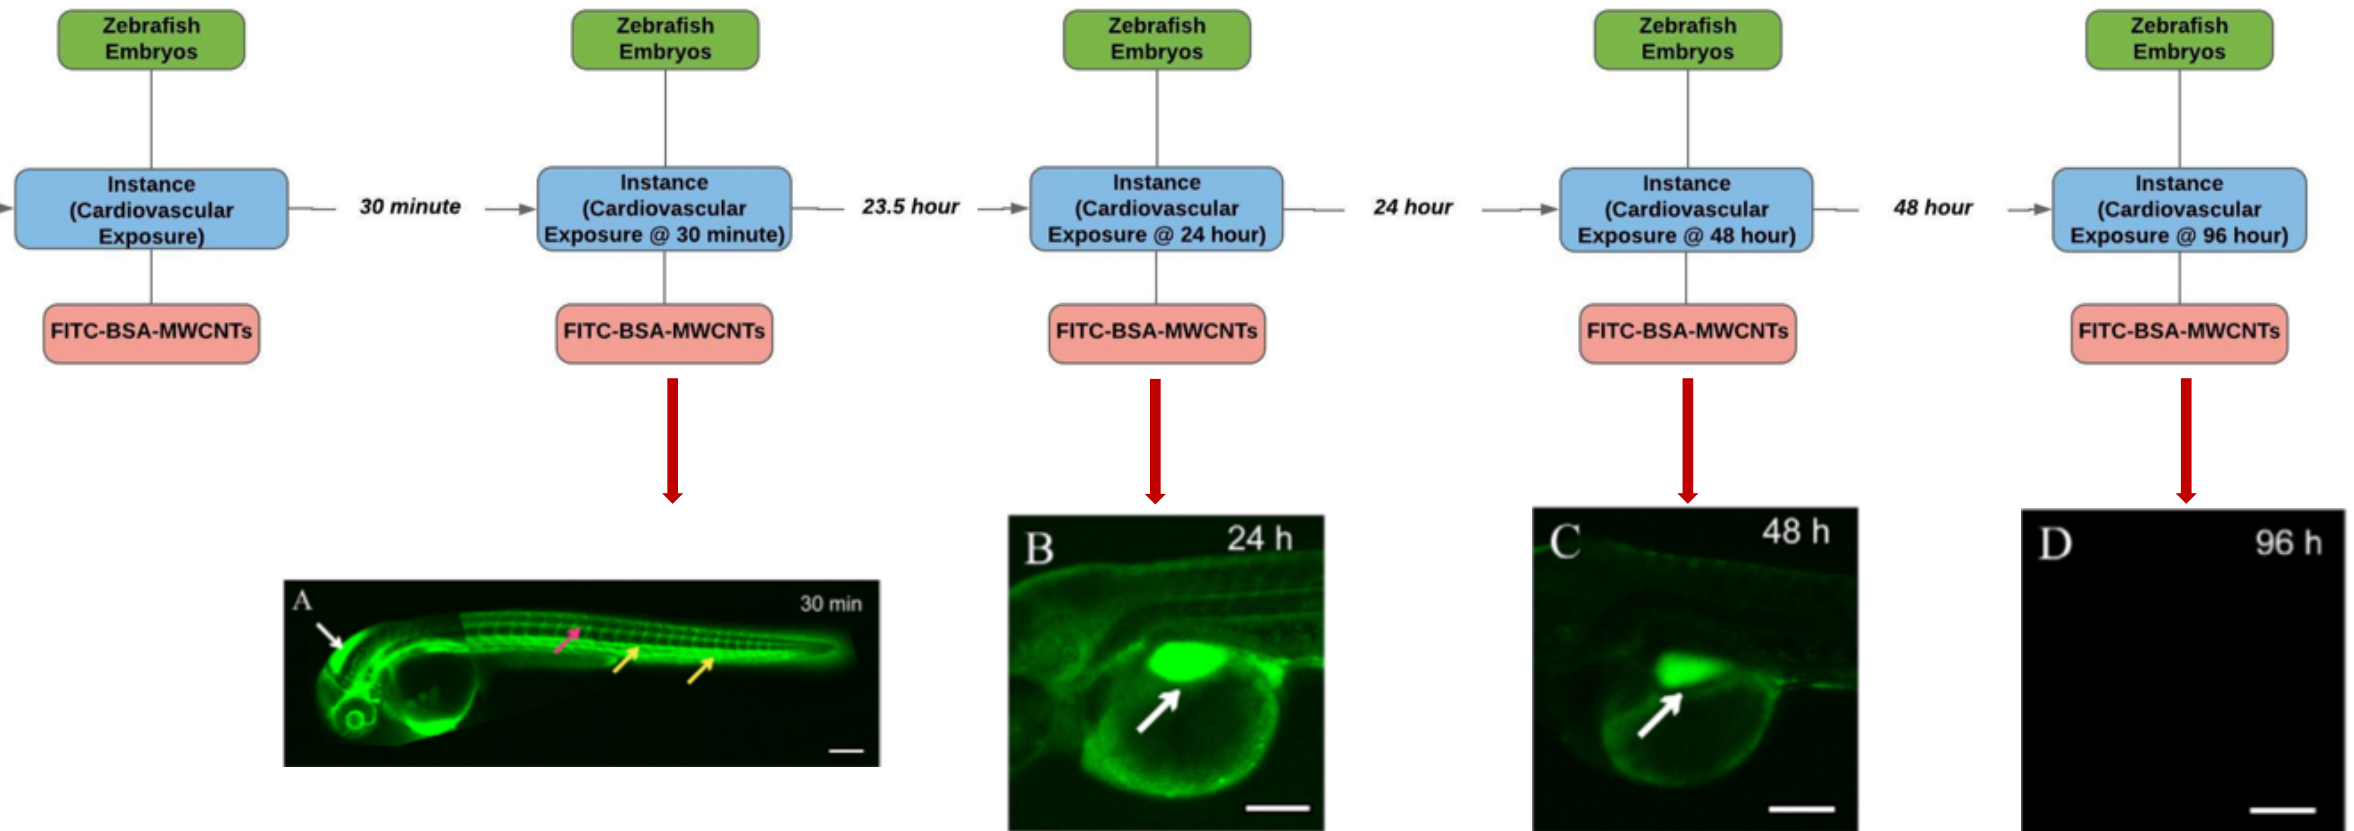 Zebrafish
Embryos
Zebrafish
Embryos
Zebrafish
Embryos
Zebrafish
Embryos
Zebrafish
Embryos
Instance
(Cardiovascular
Exposure)
30 minute
Instance
(Cardiovascular
Exposure @ 30 minute)
23.5 hour
Instance
(Cardiovascular
Exposure @ 24 hour)
24 hour
Instance
(Cardiovascular
Exposure @ 48 hour)
48 hour
Instance
(Cardiovascular
Exposure @ 96 hour)
FITC-BSA-MWCNTs
FITC-BSA-MWCNTs
FITC-BSA-MWCNTs
FITC-BSA-MWCNTs
FITC-BSA-MWCNTs
A 30 min
B 24 h
C 48 h
D 96 h